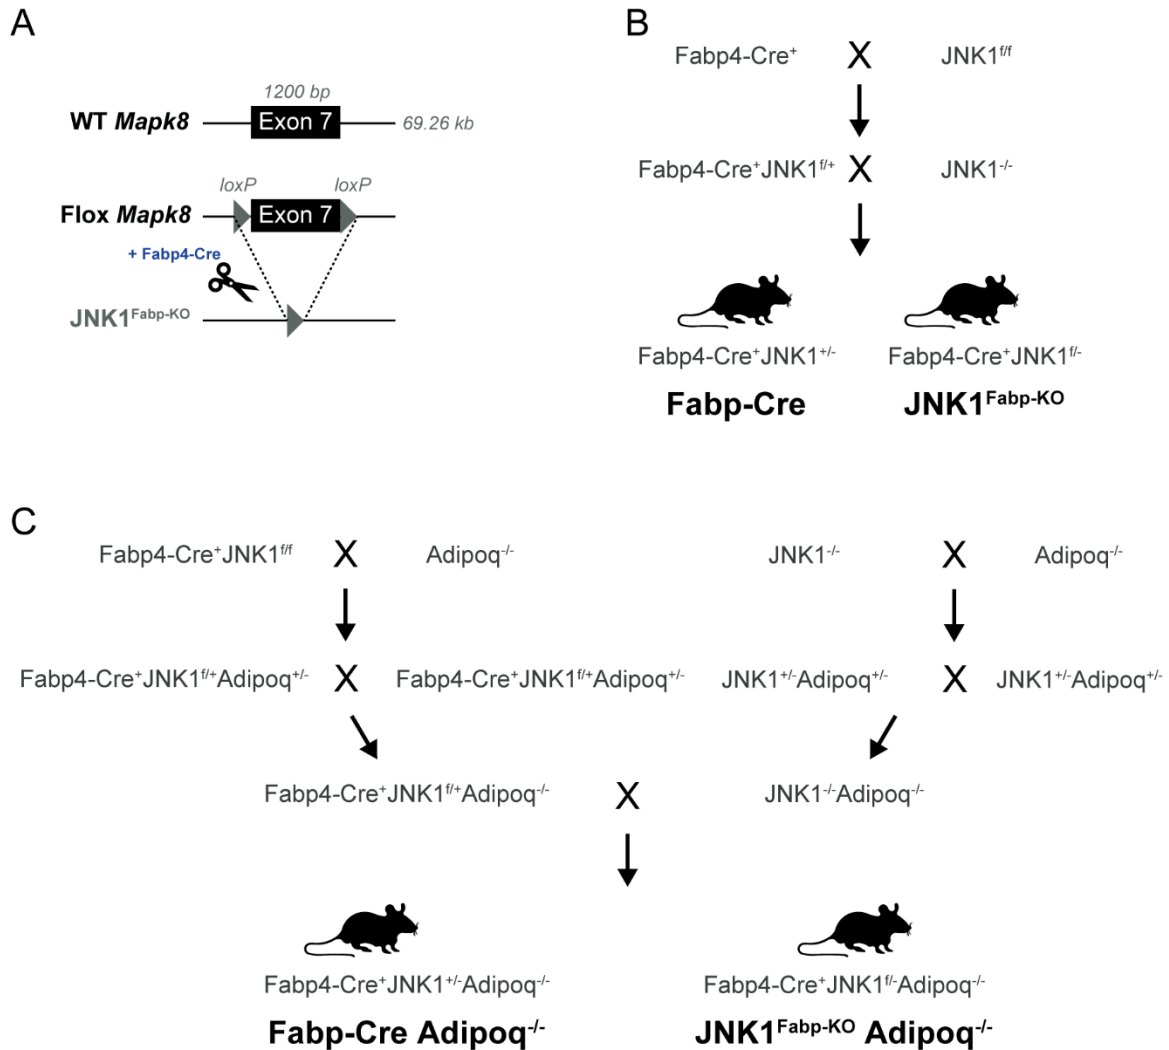 A
1200 bp
WT Mapk8 Exon 7 69.26 kb
loxP loxP
Flox Mapk8 Exon 7
+ Fabp4-Cre
JNK1Fabp-KO
B
Fabp4-Cre+ X JNK1f/f
Fabp4-Cre+JNK1f/+ X JNK1-/-
Fabp4-Cre+JNK1+/- Fabp4-Cre+JNK1f/-
Fabp-Cre JNK1Fabp-KO
C
Fabp4-Cre+JNK1f/f X Adipoq-/- JNK1-/- X Adipoq-/-
Fabp4-Cre+JNK1f/+Adipoq+/- X Fabp4-Cre+JNK1f/+Adipoq+/- JNK1+/-Adipoq+/- X JNK1+/-Adipoq+/-
Fabp4-Cre+JNK1f/+Adipoq-/- X JNK1-/-Adipoq-/-
Fabp4-Cre+JNK1+/-Adipoq-/- Fabp4-Cre+JNK1f/-Adipoq-/-
Fabp-Cre Adipoq-/- JNK1Fabp-KO Adipoq-/-